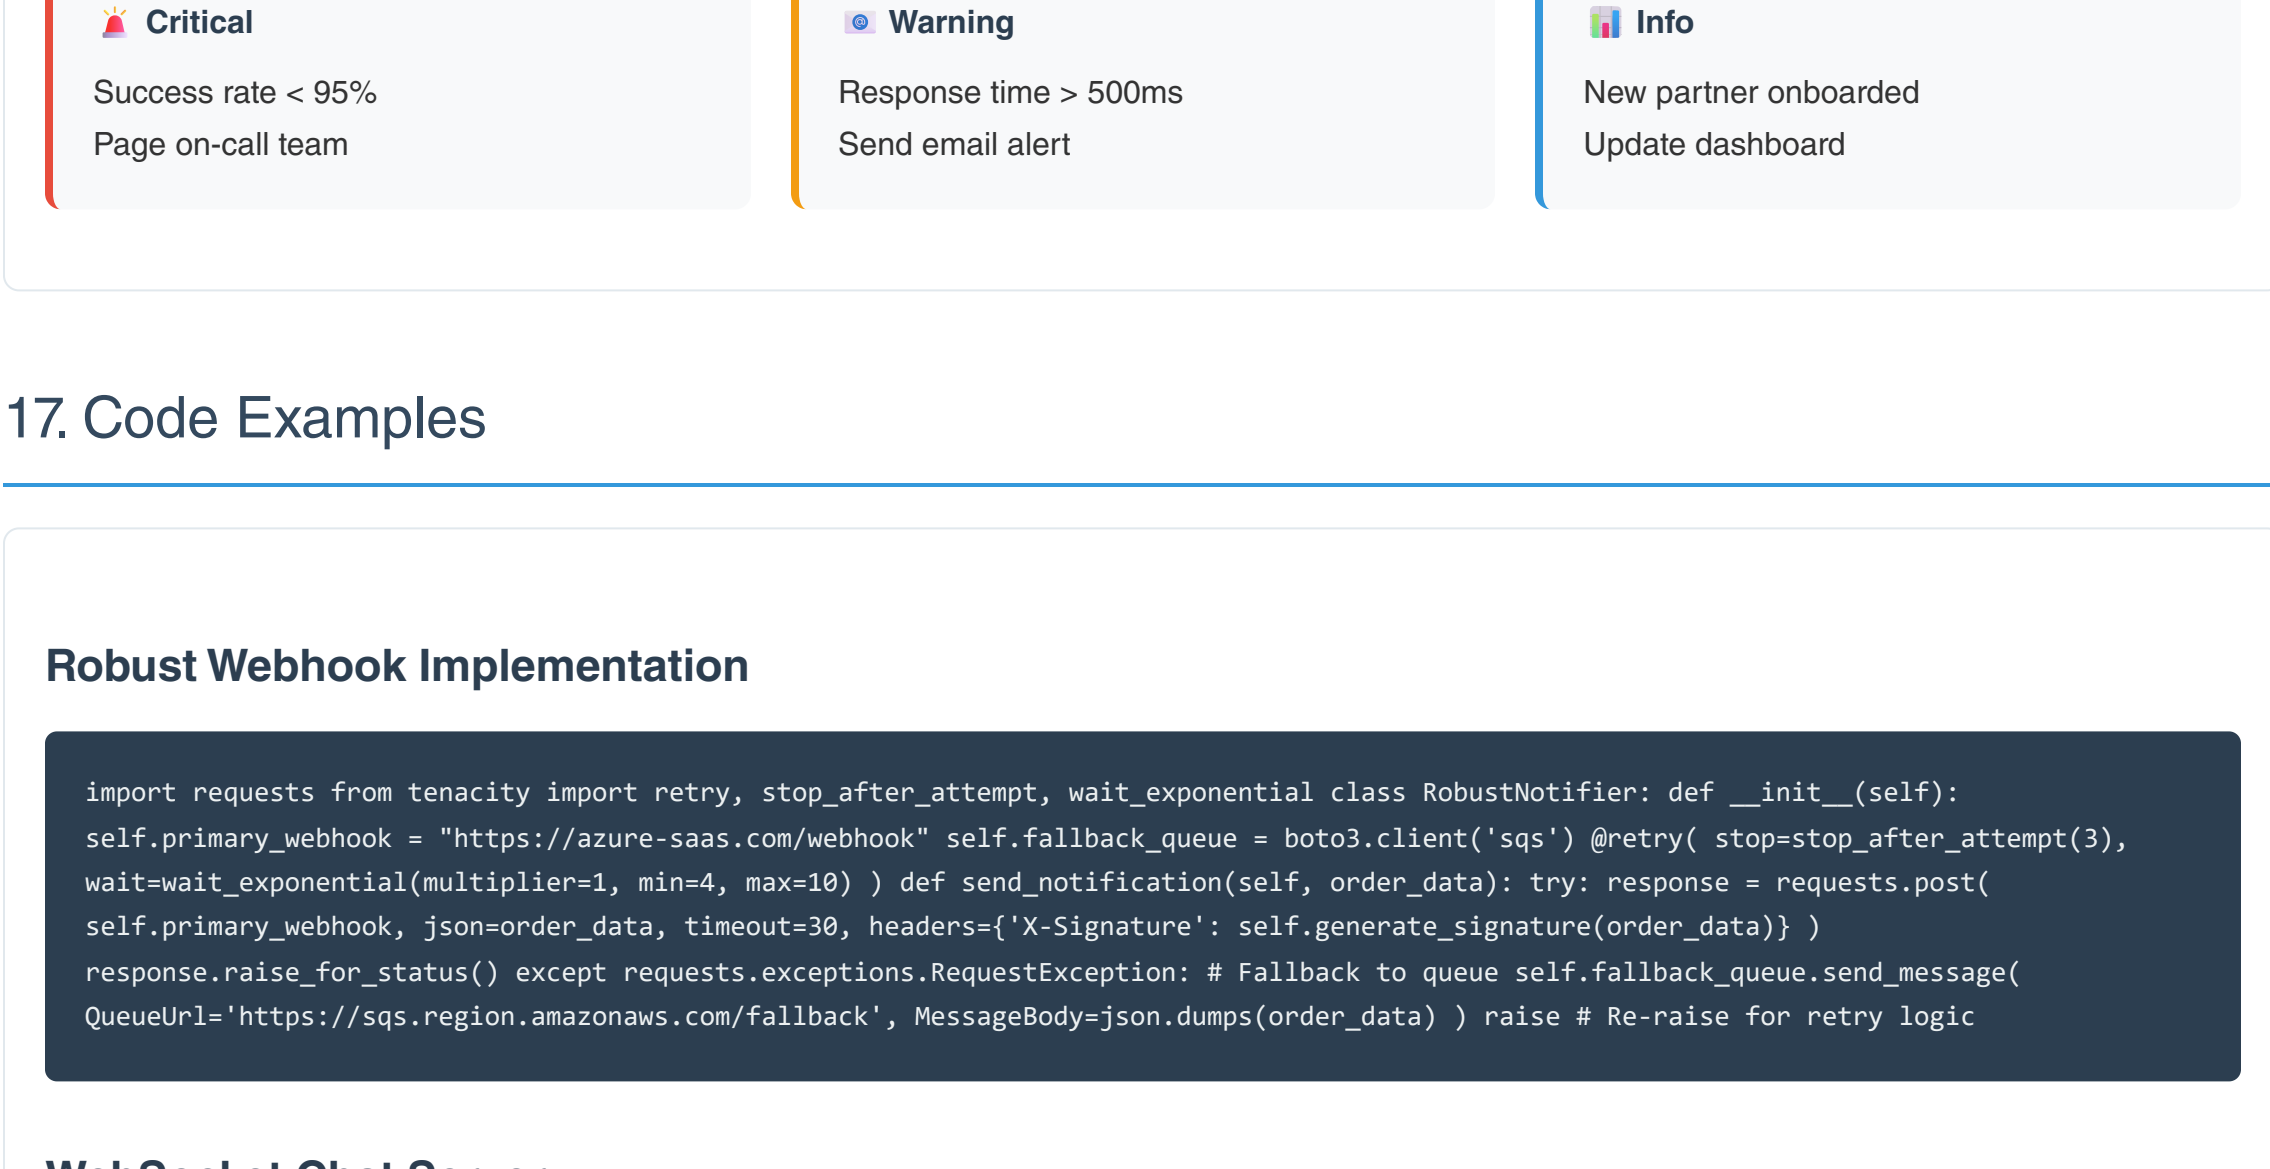 Critical
Success rate < 95%
Page on-call team
Warning
Response time > 500ms
Send email alert
Info
New partner onboarded
Update dashboard
17. Code Examples
Robust Webhook Implementation
import requests from tenacity import retry, stop_after_attempt, wait_exponential class RobustNotifier: def __init__(self):
self.primary_webhook = "https://azure-saas.com/webhook" self.fallback_queue = boto3.client('sqs') @retry( stop=stop_after_attempt(3),
wait=wait_exponential(multiplier=1, min=4, max=10) ) def send_notification(self, order_data): try: response = requests.post(
self.primary_webhook, json=order_data, timeout=30, headers={'X-Signature': self.generate_signature(order_data)} )
response.raise_for_status() except requests.exceptions.RequestException: # Fallback to queue self.fallback_queue.send_message(
QueueUrl='https://sqs.region.amazonaws.com/fallback', MessageBody=json.dumps(order_data) ) raise # Re-raise for retry logic
WebSocket Chat Server